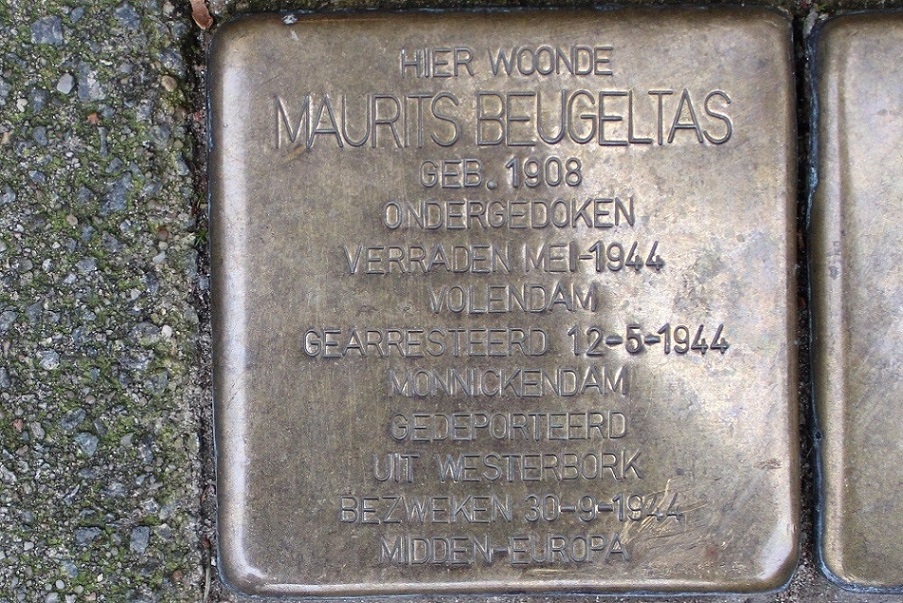 HIER WOONDE
MAURITS BEUGELTAS
GEB. 1908
ONDERGEDOKEN
VERRADEN MEI-1944
VOLENDAM
GEARRESTEERD 12-5-1944
MONNICKENDAM
GEDEPORTEERD
UIT WESTERBORK
BEZWEKEN 30-9-1944
MIDDEN-EUROPA